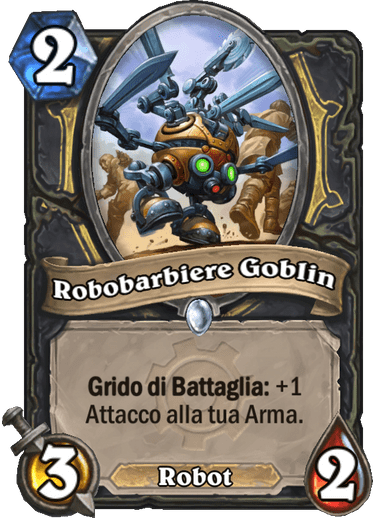 2
Robobarbiere Goblin
Grido di Battaglia: +1
Attacco alla tua Arma.
3
Robot
2